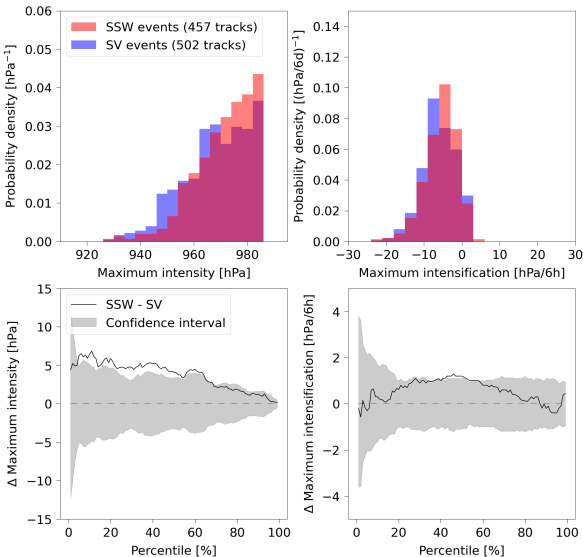 0.06
0.05
0.04
0.03
0.02
0.01
0.00
Probability density [hPa⁻¹]
SSW events (457 tracks)
SV events (502 tracks)
920 940 960 980
Maximum intensity [hPa]
0.14
0.12
0.10
0.08
0.06
0.04
0.02
0.00
Probability density [(hPa/6d)⁻¹]
−30 −20 −10 0 10 20 30
Maximum intensification [hPa/6h]
15
10
5
0
−5
−10
−15
Δ Maximum intensity [hPa]
SSW - SV
Confidence interval
0 20 40 60 80 100
Percentile [%]
4
2
0
−2
−4
Δ Maximum intensification [hPa/6h]
0 20 40 60 80 100
Percentile [%]